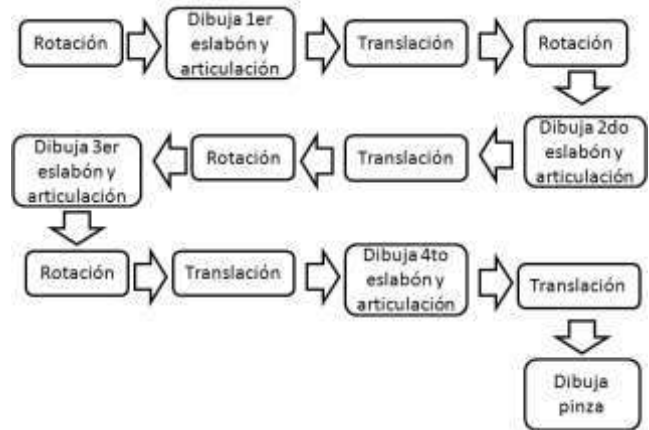 Rotación
Dibuja 1er
eslabón y
articulación
Translación
Rotación
Dibuja 2do
eslabón y
articulación
Translación
Rotación
Dibuja 3er
eslabón y
articulación
Rotación
Translación
Dibuja 4to
eslabón y
articulación
Translación
Dibuja
pinza